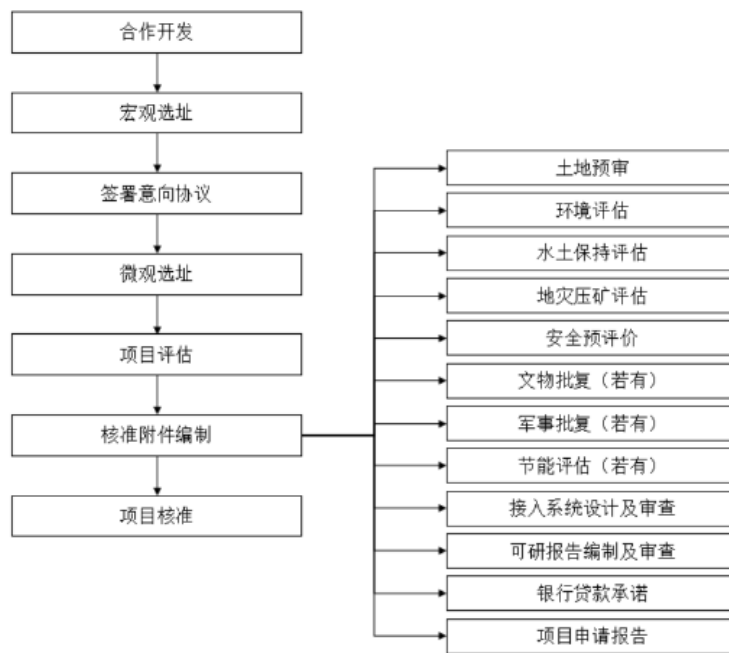 合作开发
宏观选址
签署意向协议
微观选址
项目评估
核准附件编制
项目核准
土地预审
环境评估
水土保持评估
地灾压矿评估
安全预评价
文物批复（若有）
军事批复（若有）
节能评估（若有）
接入系统设计及审查
可研报告编制及审查
银行贷款承诺
项目申请报告